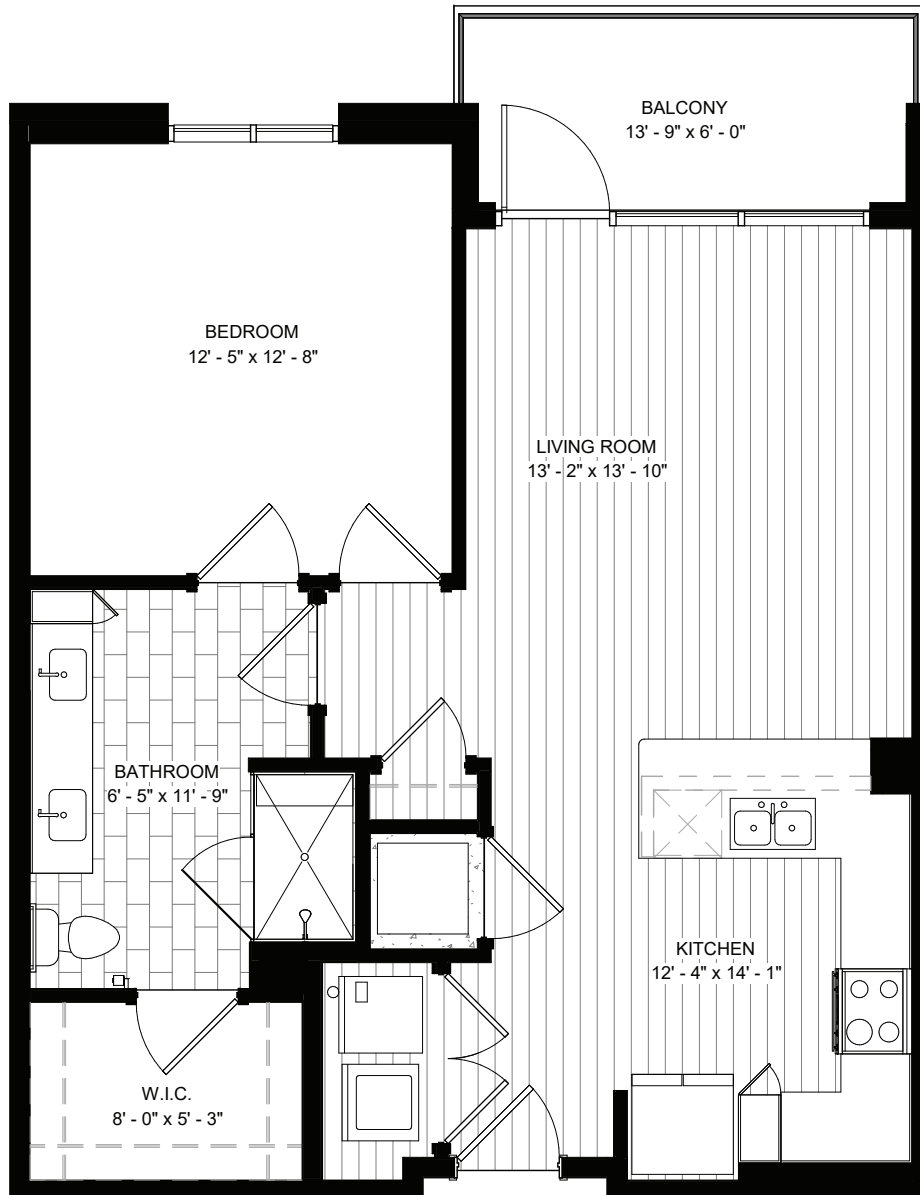 BALCONY
13' - 9" x 6' - 0"
BEDROOM
12' - 5" x 12' - 8"
LIVING ROOM
13' - 2" x 13' - 10"
BATHROOM
6' - 5" x 11' - 9"
KITCHEN
12' - 4" x 14' - 1"
W.I.C.
8' - 0" x 5' - 3"